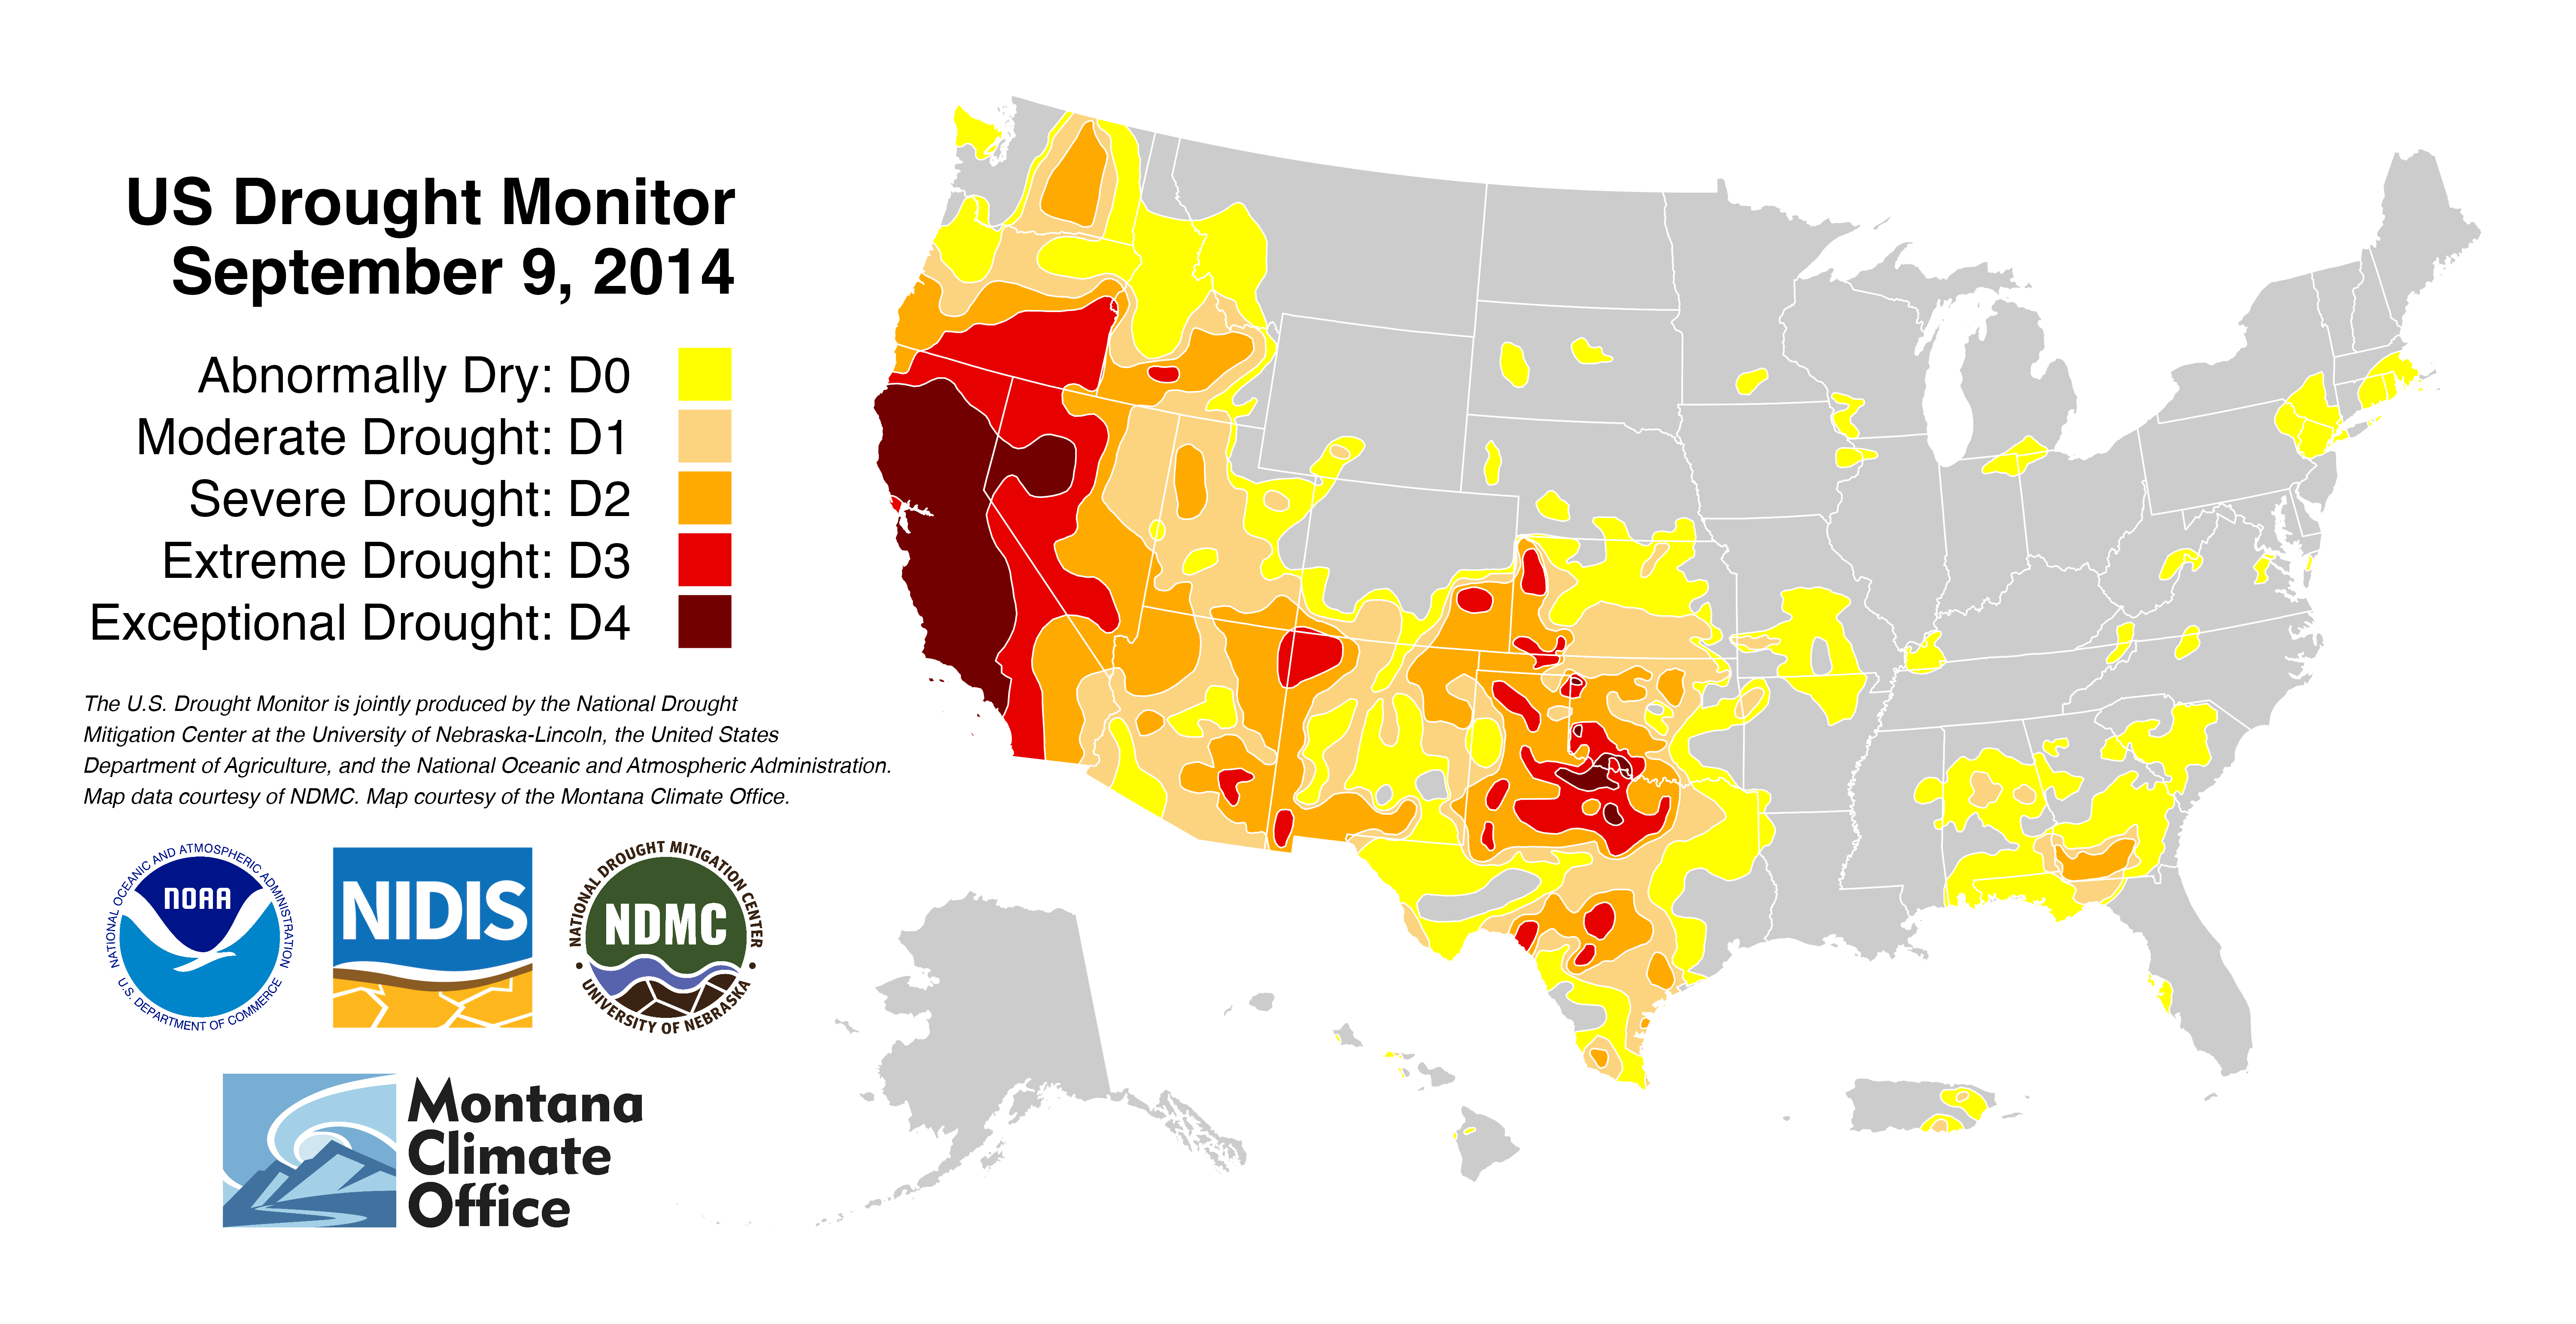 US Drought Monitor
September 9, 2014
Abnormally Dry: D0
Moderate Drought: D1
Severe Drought: D2
Extreme Drought: D3
Exceptional Drought: D4
The U.S. Drought Monitor is jointly produced by the National Drought
Mitigation Center at the University of Nebraska-Lincoln, the United States
Department of Agriculture, and the National Oceanic and Atmospheric Administration.
Map data courtesy of NDMC. Map courtesy of the Montana Climate Office.
NATIONAL OCEANIC AND ATMOSPHERIC ADMINISTRATION
NOAA
U.S. DEPARTMENT OF COMMERCE
NIDIS
NATIONAL DROUGHT MITIGATION CENTER
NDMC
UNIVERSITY OF NEBRASKA
Montana
Climate
Office